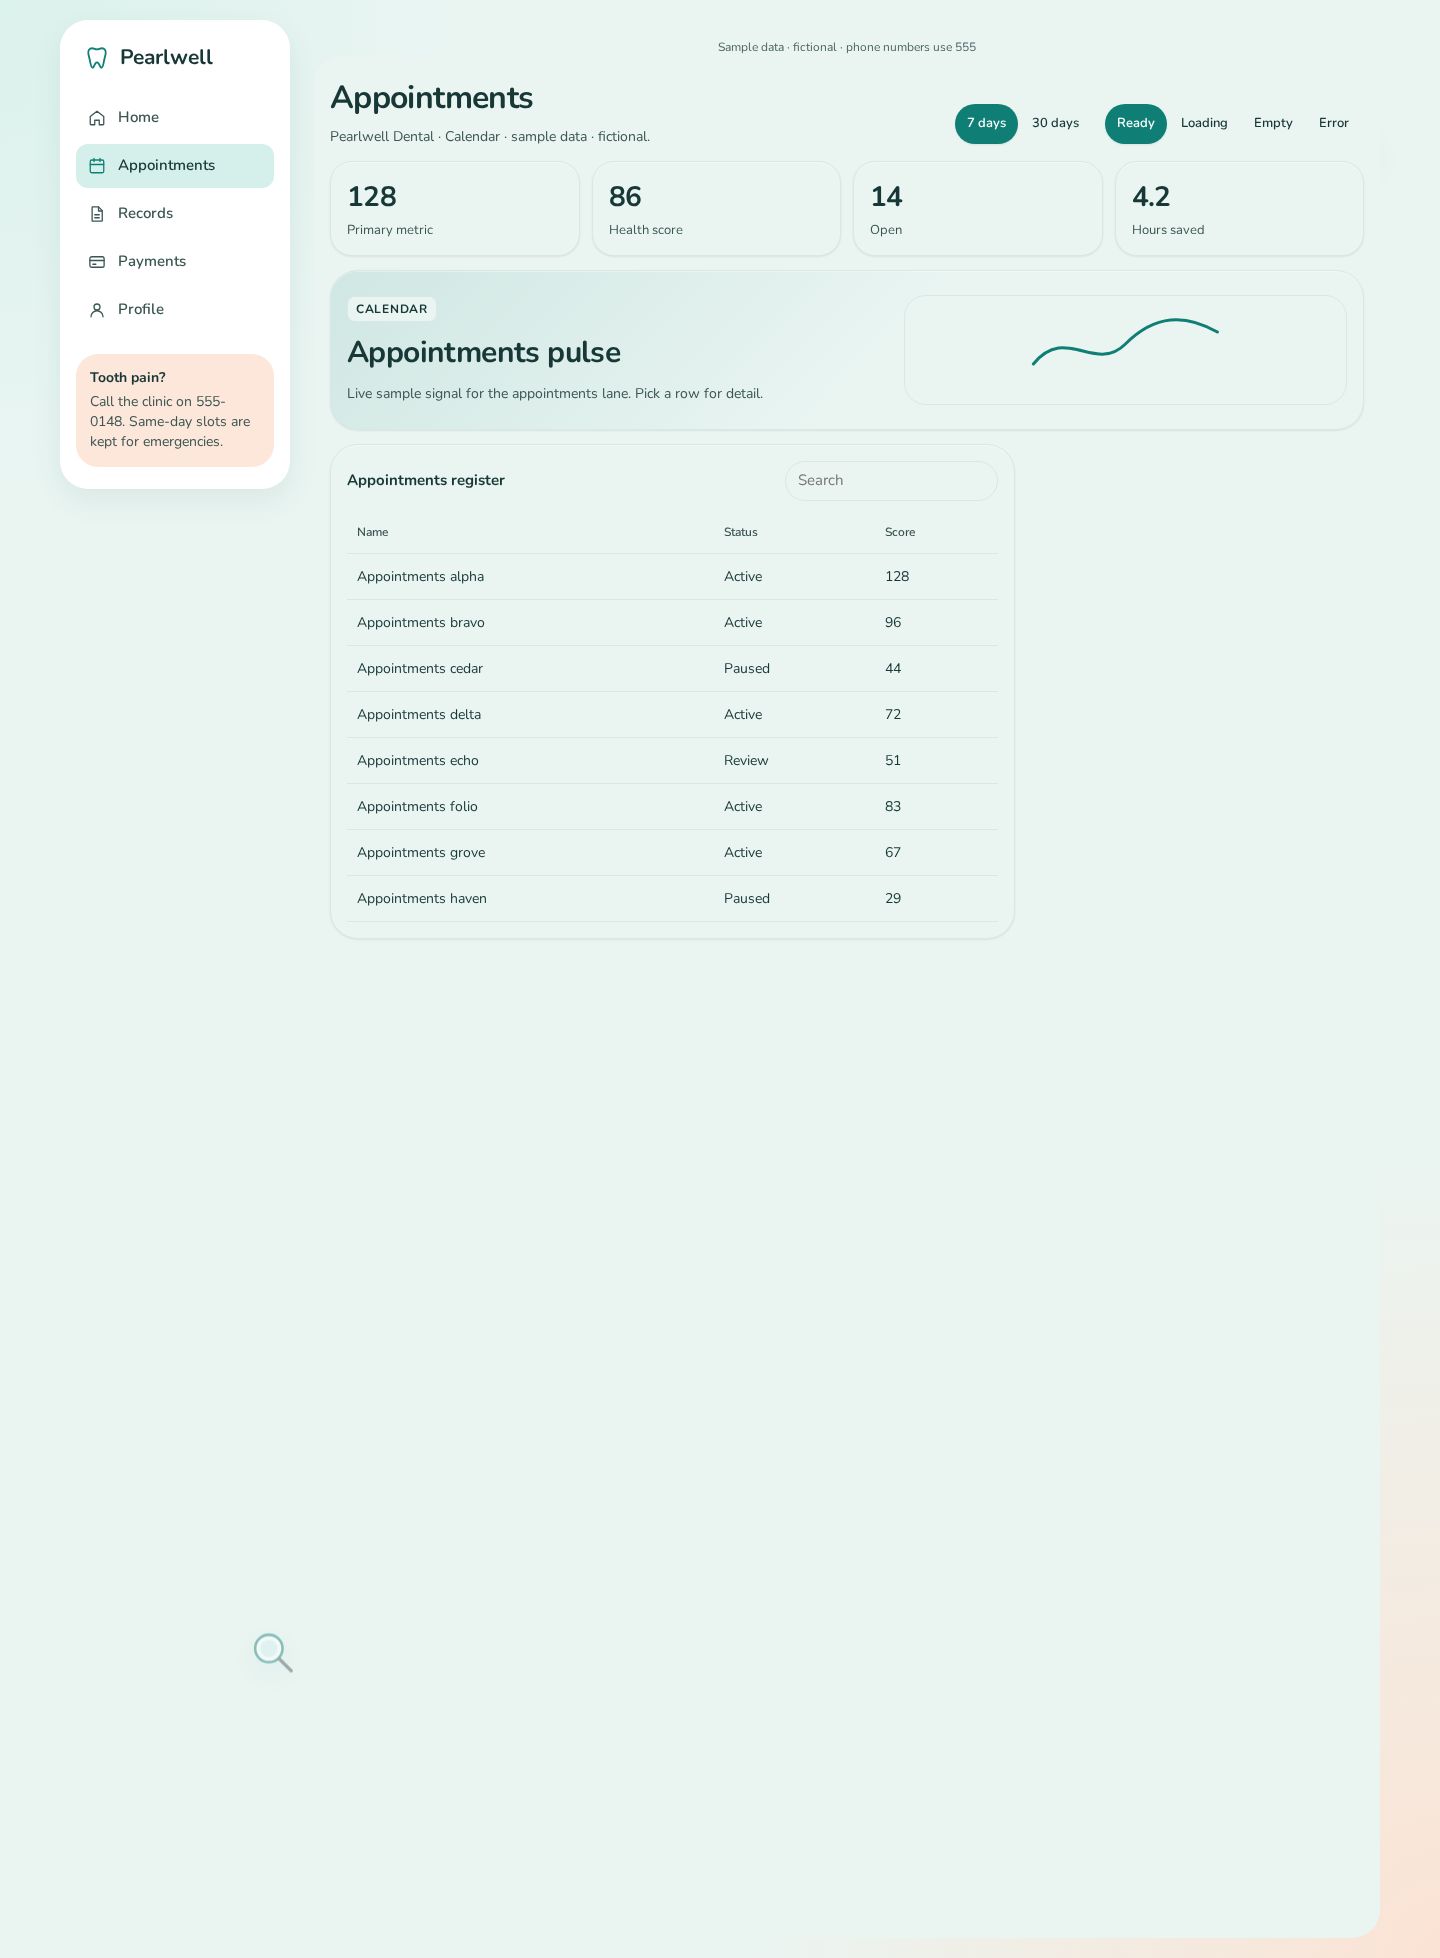 Pearlwell
Home
Appointments
Records
Payments
Profile
Tooth pain?
Call the clinic on 555-
0148. Same-day slots are
kept for emergencies.
Sample data · fictional · phone numbers use 555
Appointments
Pearlwell Dental · Calendar · sample data · fictional.
7 days 30 days Ready Loading Empty Error
128
Primary metric
86
Health score
14
Open
4.2
Hours saved
CALENDAR
Appointments pulse
Live sample signal for the appointments lane. Pick a row for detail.
Appointments register
Search
Name Status Score
Appointments alpha Active 128
Appointments bravo Active 96
Appointments cedar Paused 44
Appointments delta Active 72
Appointments echo Review 51
Appointments folio Active 83
Appointments grove Active 67
Appointments haven Paused 29